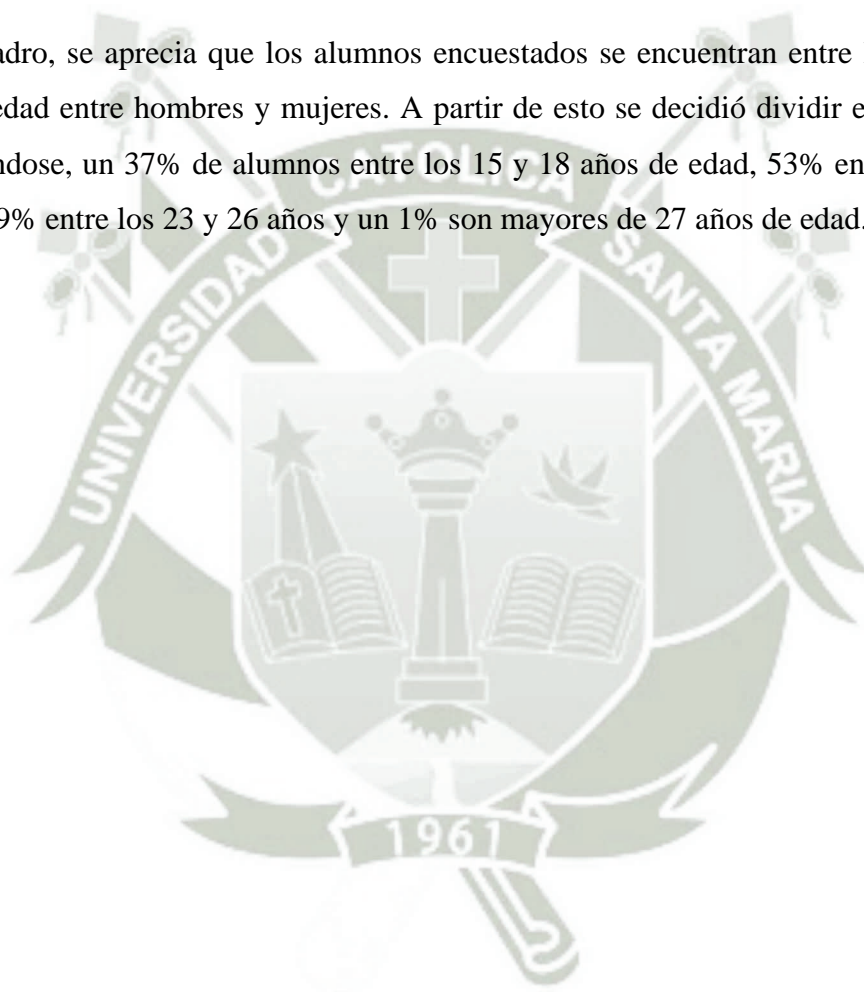 adro, se aprecia que los alumnos encuestados se encuentran entre
edad entre hombres y mujeres. A partir de esto se decidió dividir e
ndose, un 37% de alumnos entre los 15 y 18 años de edad, 53% en
9% entre los 23 y 26 años y un 1% son mayores de 27 años de edad.
UNIVERSIDAD CATOLICA SANTA MARIA
1961